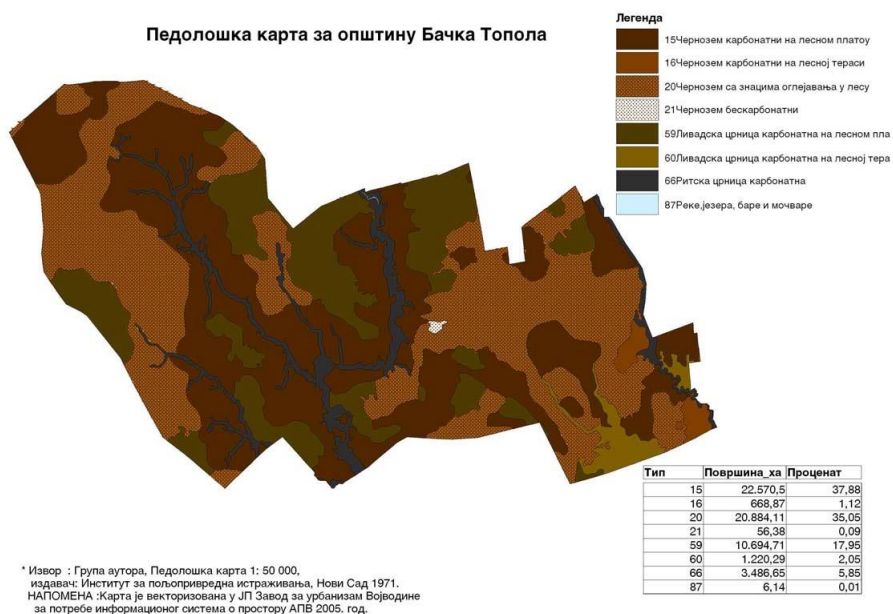 Педолошка карта за општину Бачка Топола
Легенда
15Чернозем карбонатни на лесном платоу
16Чернозем карбонатни на лесној тераси
20Чернозем са знацима оглејавања у лесу
21Чернозем бескарбонатни
59Ливадска црница карбонатна на лесном пла
60Ливадска црница карбонатна на лесној тера
66Ритска црница карбонатна
87Реке,језера, баре и мочваре
Тип Површина_ха Проценат
15 22.570,5 37,88
16 668,87 1,12
20 20.884,11 35,05
21 56,38 0,09
59 10.694,71 17,95
60 1.220,29 2,05
66 3.486,65 5,85
87 6,14 0,01
* Извор : Група аутора, Педолошка карта 1: 50 000,
издавач: Институт за пољопривредна истраживања, Нови Сад 1971.
НАПОМЕНА :Карта је векторизована у ЈП Завод за урбанизам Војводине
за потребе информационог система о простору АПВ 2005. год.